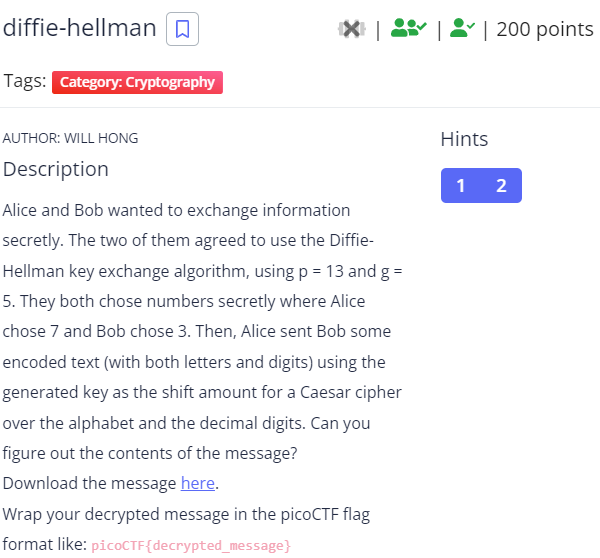 diffie-hellman
| | | 200 points
Tags: Category: Cryptography
AUTHOR: WILL HONG
Description
Alice and Bob wanted to exchange information
secretly. The two of them agreed to use the Diffie-
Hellman key exchange algorithm, using p = 13 and g =
5. They both chose numbers secretly where Alice
chose 7 and Bob chose 3. Then, Alice sent Bob some
encoded text (with both letters and digits) using the
generated key as the shift amount for a Caesar cipher
over the alphabet and the decimal digits. Can you
figure out the contents of the message?
Download the message here.
Wrap your decrypted message in the picoCTF flag
format like: picoCTF{decrypted_message}
Hints
1 2